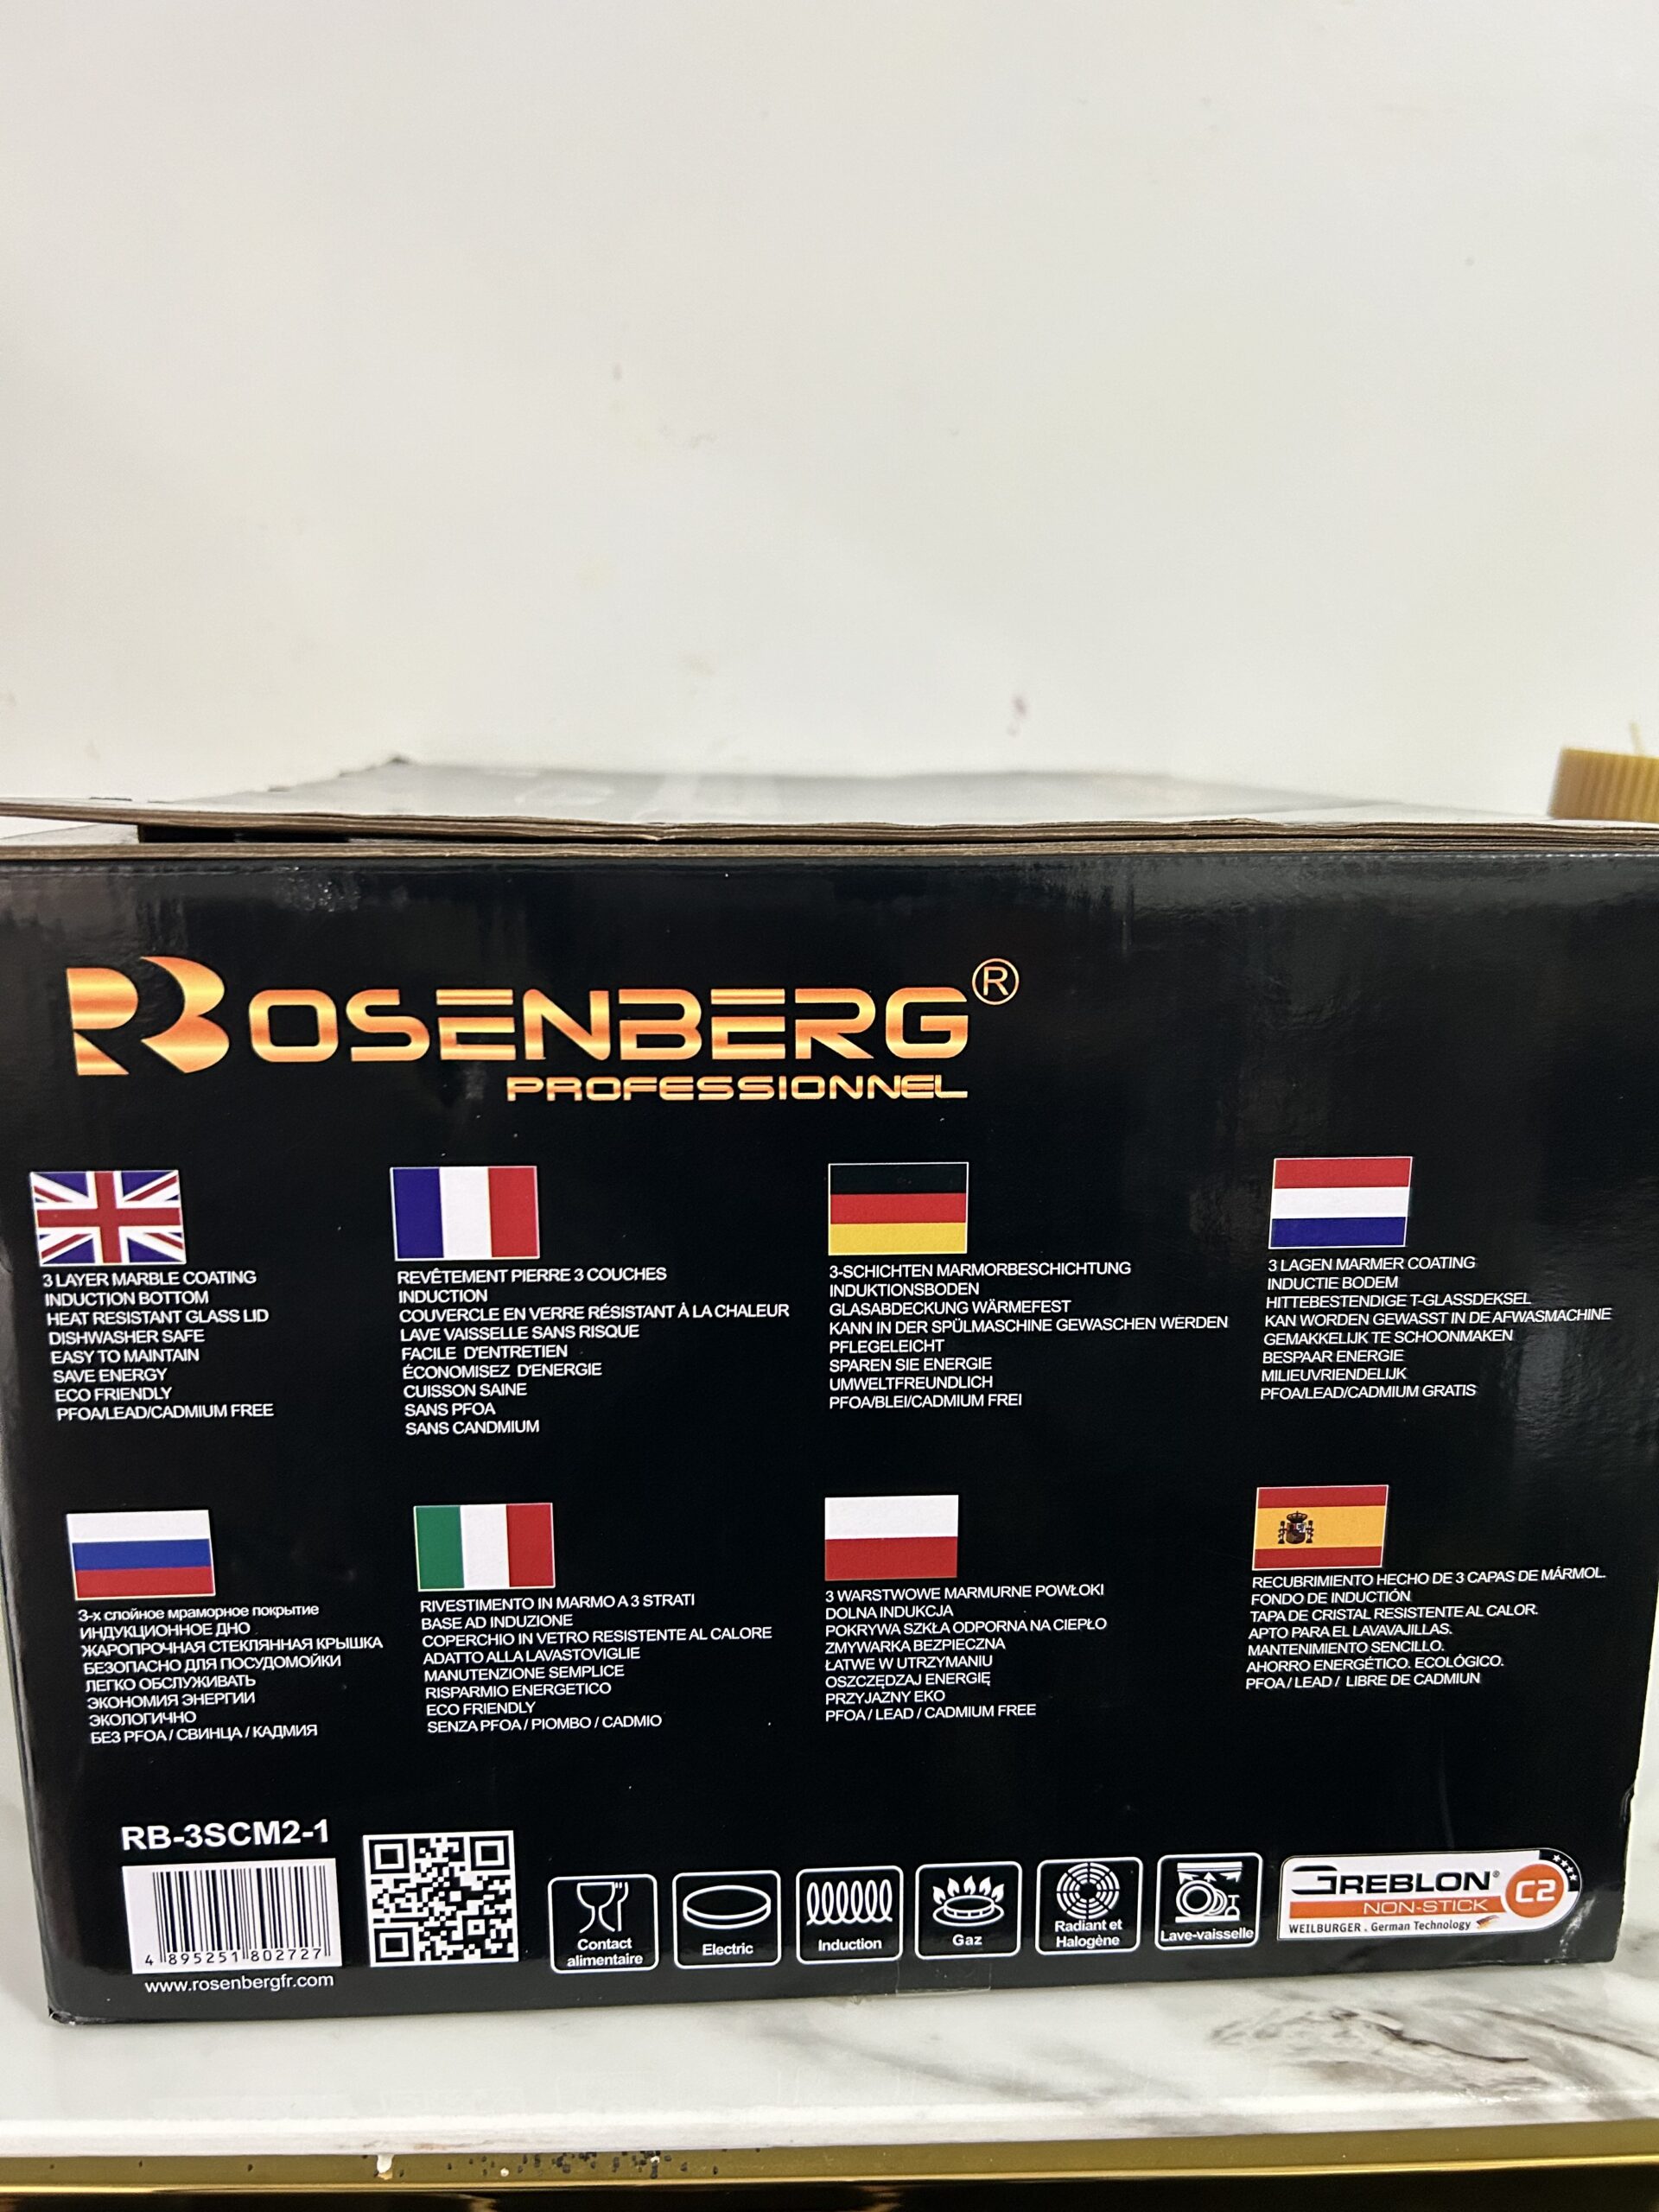 ROSENBERG®
PROFESSIONNEL
3 LAYER MARBLE COATING
INDUCTION BOTTOM
HEAT RESISTANT GLASS LID
DISHWASHER SAFE
EASY TO MAINTAIN
SAVE ENERGY
ECO FRIENDLY
PFOA/LEAD/CADMIUM FREE
REVÊTEMENT PIERRE 3 COUCHES
INDUCTION
COUVERCLE EN VERRE RÉSISTANT À LA CHALEUR
LAVE VAISSELLE SANS RISQUE
FACILE D'ENTRETIEN
ÉCONOMISEZ D'ENERGIE
CUISSON SAINE
SANS PFOA
SANS CANDMIUM
3-SCHICHTEN MARMORBESCHICHTUNG
INDUKTIONSBODEN
GLASABDECKUNG WÄRMEFEST
KANN IN DER SPÜLMASCHINE GEWASCHEN WERDEN
PFLEGELEICHT
SPAREN SIE ENERGIE
UMWELTFREUNDLICH
PFOA/BLEI/CADMIUM FREI
3 LAGEN MARMER COATING
INDUCTIE BODEM
HITTEBESTENDIGE T-GLASSDEKSEL
KAN WORDEN GEWASST IN DE AFWASMACHINE
GEMAKKELIJK TE SCHOONMAKEN
BESPAAR ENERGIE
MILIEUVRIENDELIJK
PFOA/LEAD/CADMIUM GRATIS
3-х слойное мраморное покрытие
ИНДУКЦИОННОЕ ДНО
ЖАРОПРОЧНАЯ СТЕКЛЯННАЯ КРЫШКА
БЕЗОПАСНО ДЛЯ ПОСУДОМОЙКИ
ЛЕГКО ОБСЛУЖИВАТЬ
ЭКОНОМИЯ ЭНЕРГИИ
ЭКОЛОГИЧНО
БЕЗ PFOA / СВИНЦА / КАДМИЯ
RIVESTIMENTO IN MARMO A 3 STRATI
BASE AD INDUZIONE
COPERCHIO IN VETRO RESISTENTE AL CALORE
ADATTO ALLA LAVASTOVIGLIE
MANUTENZIONE SEMPLICE
RISPARMIO ENERGETICO
ECO FRIENDLY
SENZA PFOA / PIOMBO / CADMIO
3 WARSTWOWE MARMURNE POWŁOKI
DOLNA INDUKCJA
POKRYWA SZKŁA ODPORNA NA CIEPŁO
ZMYWARKA BEZPIECZNA
ŁATWE W UTRZYMANIU
OSZCZĘDZAJ ENERGIĘ
PRZYJAZNY EKO
PFOA / LEAD / CADMIUM FREE
RECUBRIMIENTO HECHO DE 3 CAPAS DE MÁRMOL.
FONDO DE INDUCTIÓN
TAPA DE CRISTAL RESISTENTE AL CALOR.
APTO PARA EL LAVAVAJILLAS.
MANTENIMIENTO SENCILLO.
AHORRO ENERGÉTICO. ECOLÓGICO.
PFOA / LEAD / LIBRE DE CADMIUN
RB-3SCM2-1
4 895251 802727
www.rosenbergfr.com
Contact
alimentaire
Electric
Induction
Gaz
Radiant et
Halogène
Lave-vaisselle
GREBLON®
NON-STICK
C2
WEILBURGER . German Technology